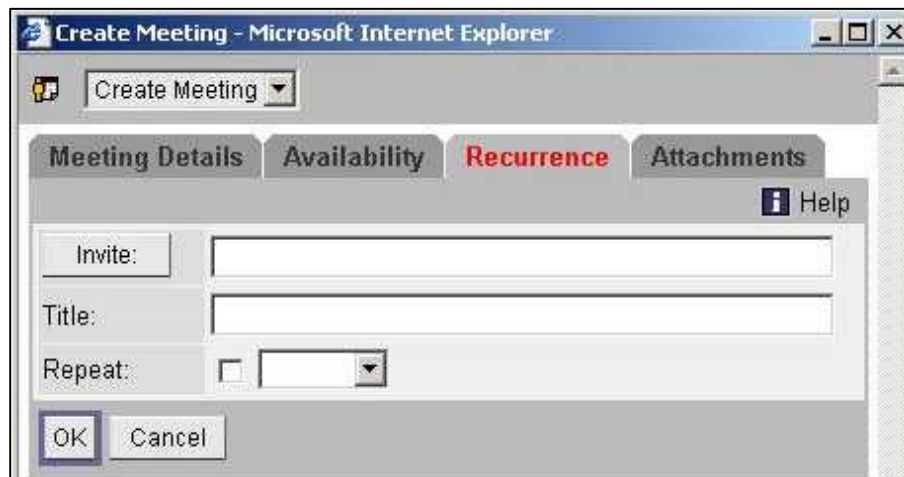 Create Meeting - Microsoft Internet Explorer
Create Meeting
Meeting Details Availability Recurrence Attachments
Help
Invite:
Title:
Repeat:
OK Cancel